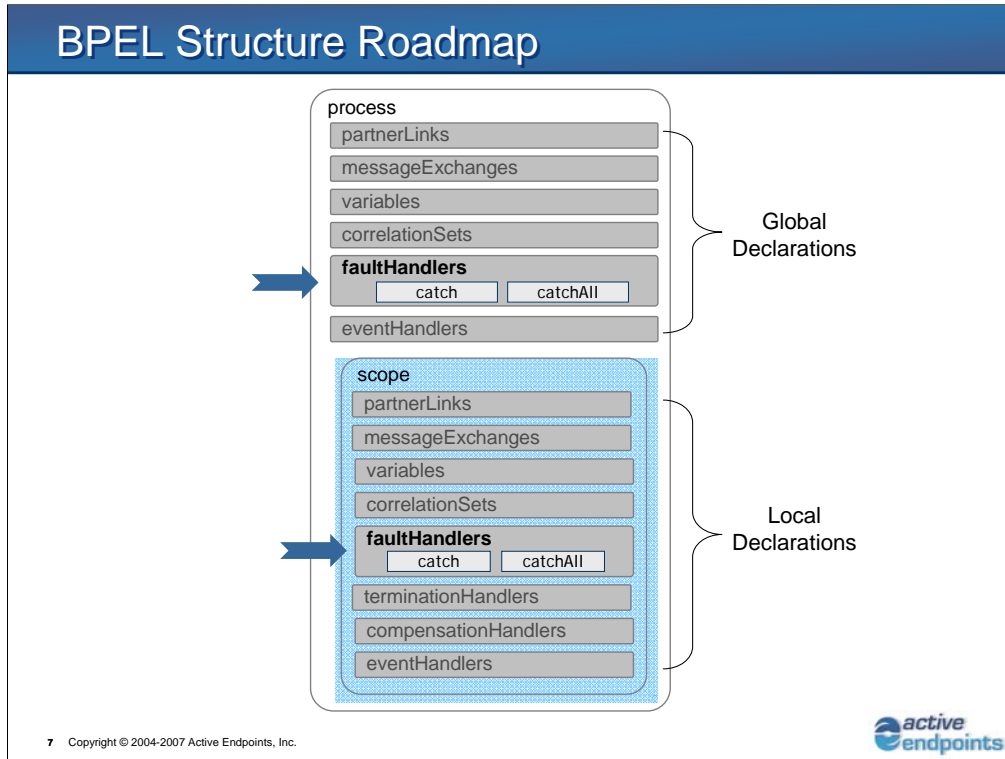 BPEL Structure Roadmap
process
partnerLinks
messageExchanges
variables
correlationSets
faultHandlers
catch catchAll
eventHandlers
Global
Declarations
scope
partnerLinks
messageExchanges
variables
correlationSets
faultHandlers
catch catchAll
terminationHandlers
compensationHandlers
eventHandlers
Local
Declarations
7 Copyright © 2004-2007 Active Endpoints, Inc.
active
endpoints